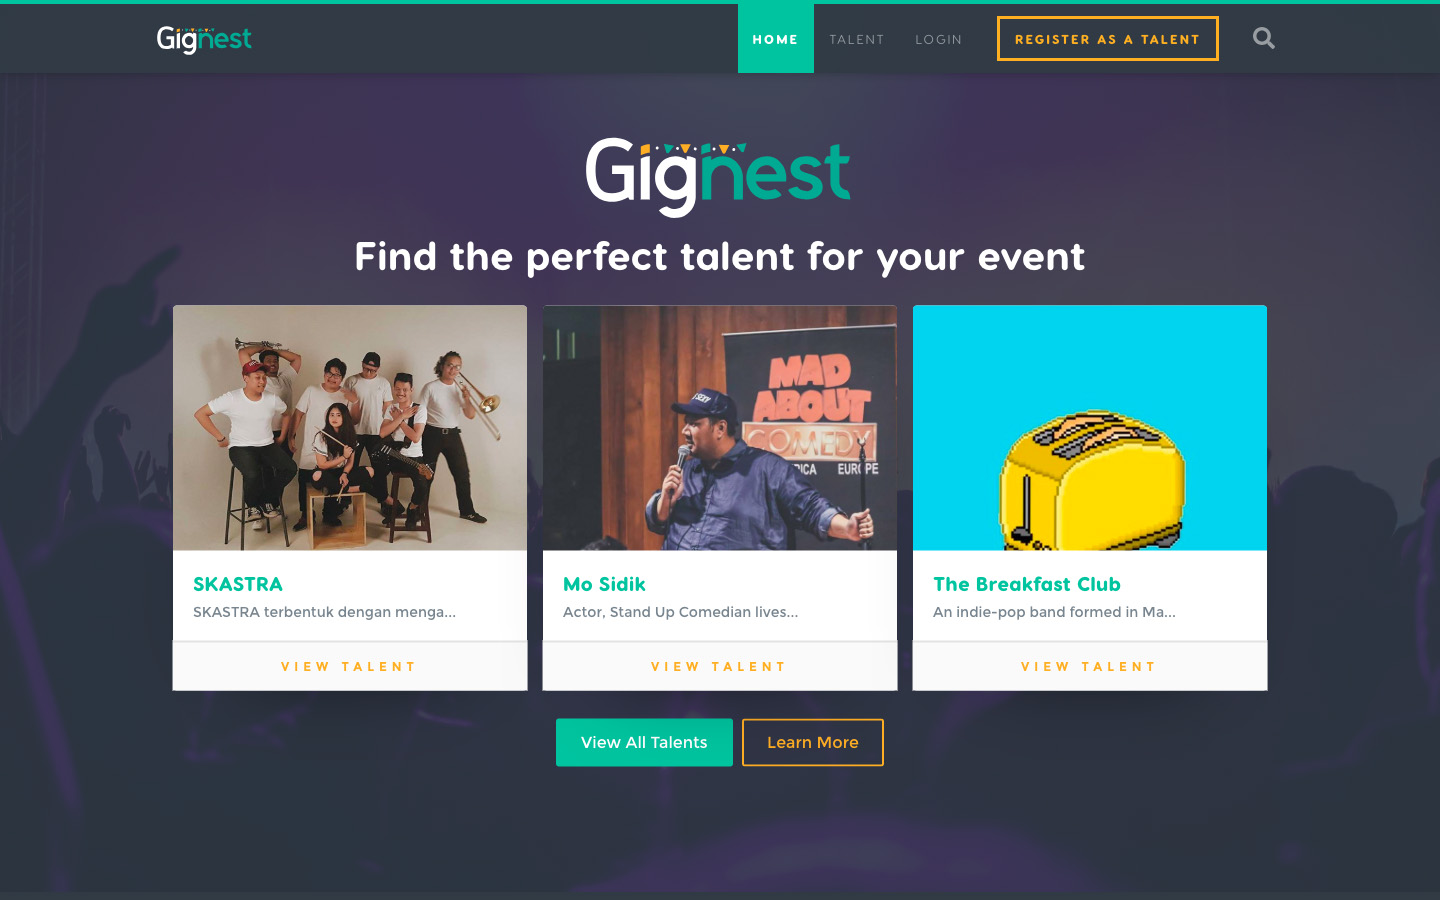 Gignest
HOME
TALENT
LOGIN
REGISTER AS A TALENT
Gignest
Find the perfect talent for your event
MAD
ABOUT
COMEDY
EUROPE
SKASTRA
SKASTRA terbentuk dengan menga...
VIEW TALENT
Mo Sidik
Actor, Stand Up Comedian lives...
VIEW TALENT
The Breakfast Club
An indie-pop band formed in Ma...
VIEW TALENT
View All Talents
Learn More